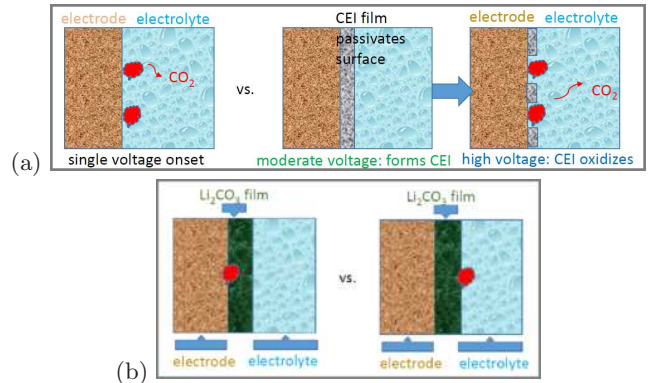 electrode electrolyte
CO2
single voltage onset
vs.
CEI film
passivates
surface
moderate voltage: forms CEI
electrode electrolyte
CO2
high voltage: CEI oxidizes
(a)
Li2CO3 film
electrode electrolyte
vs.
Li2CO3 film
electrode electrolyte
(b)